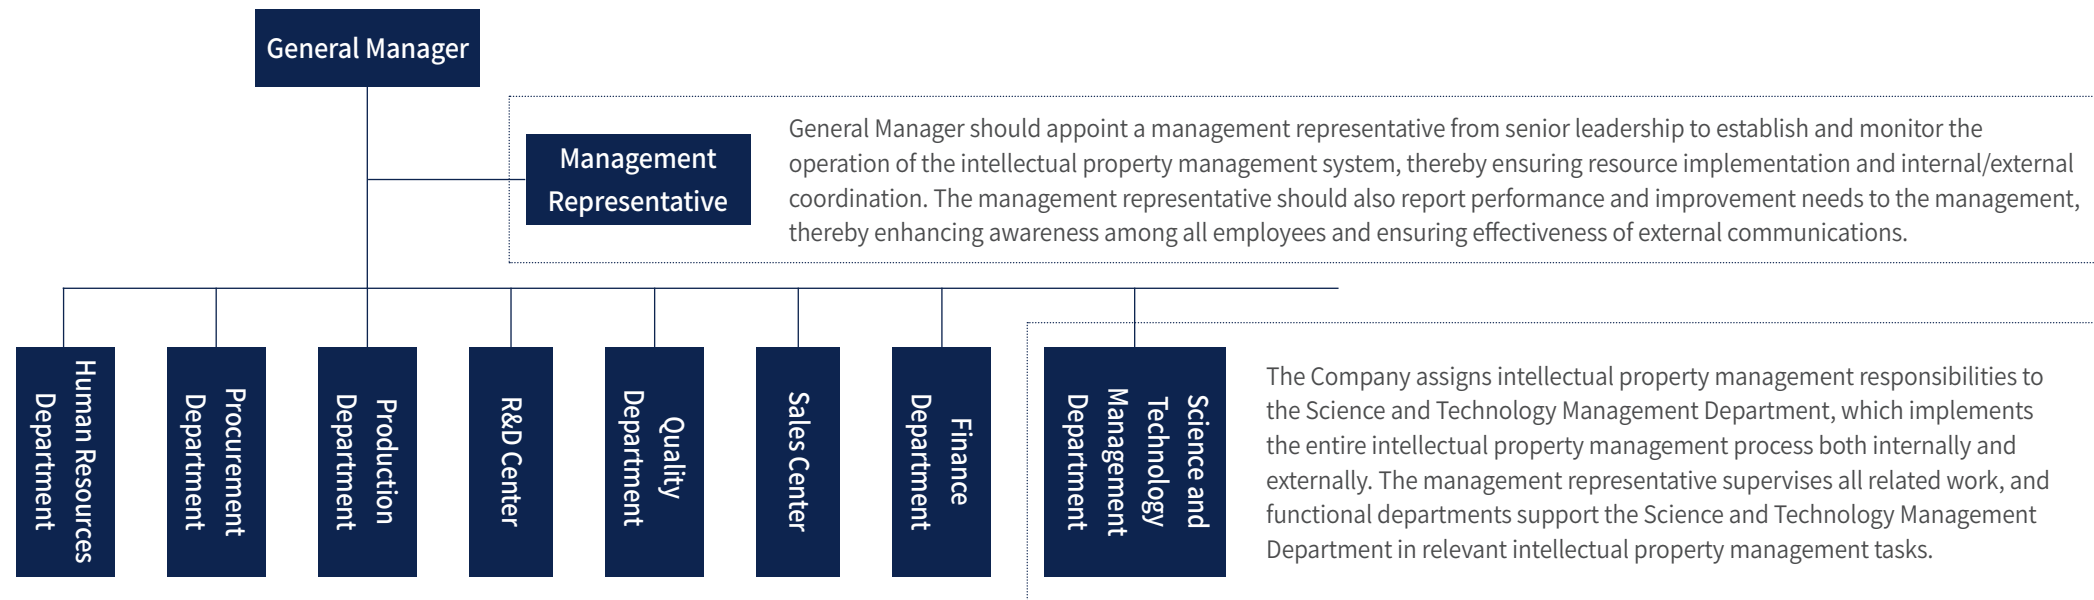 General Manager
Management
Representative
General Manager should appoint a management representative from senior leadership to establish and monitor the
operation of the intellectual property management system, thereby ensuring resource implementation and internal/external
coordination. The management representative should also report performance and improvement needs to the management,
thereby enhancing awareness among all employees and ensuring effectiveness of external communications.
Human Resources
Department
Procurement
Department
Production
Department
R&D Center
Quality
Department
Sales Center
Finance
Department
Science and
Technology
Management
Department
The Company assigns intellectual property management responsibilities to
the Science and Technology Management Department, which implements
the entire intellectual property management process both internally and
externally. The management representative supervises all related work, and
functional departments support the Science and Technology Management
Department in relevant intellectual property management tasks.